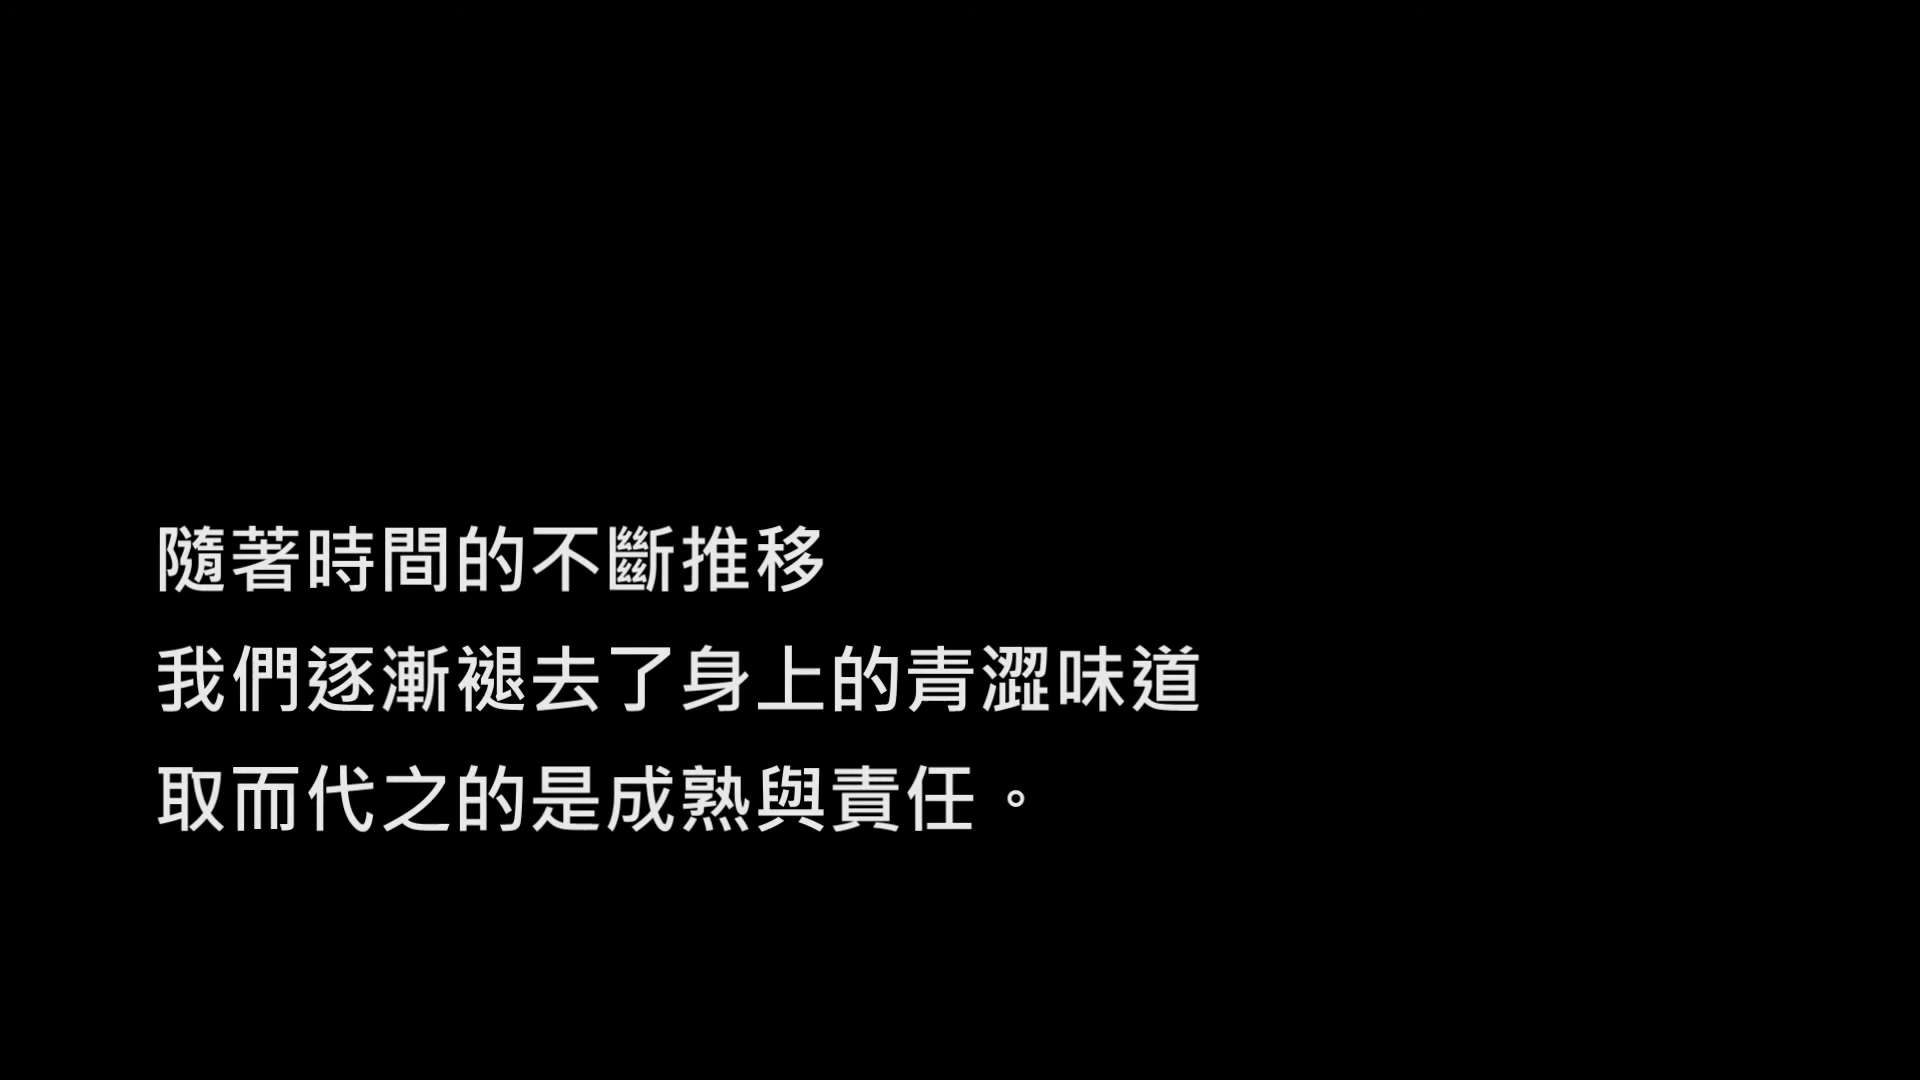 隨著時間的不斷推移
我們逐漸褪去了身上的青澀味道
取而代之的是成熟與責任。